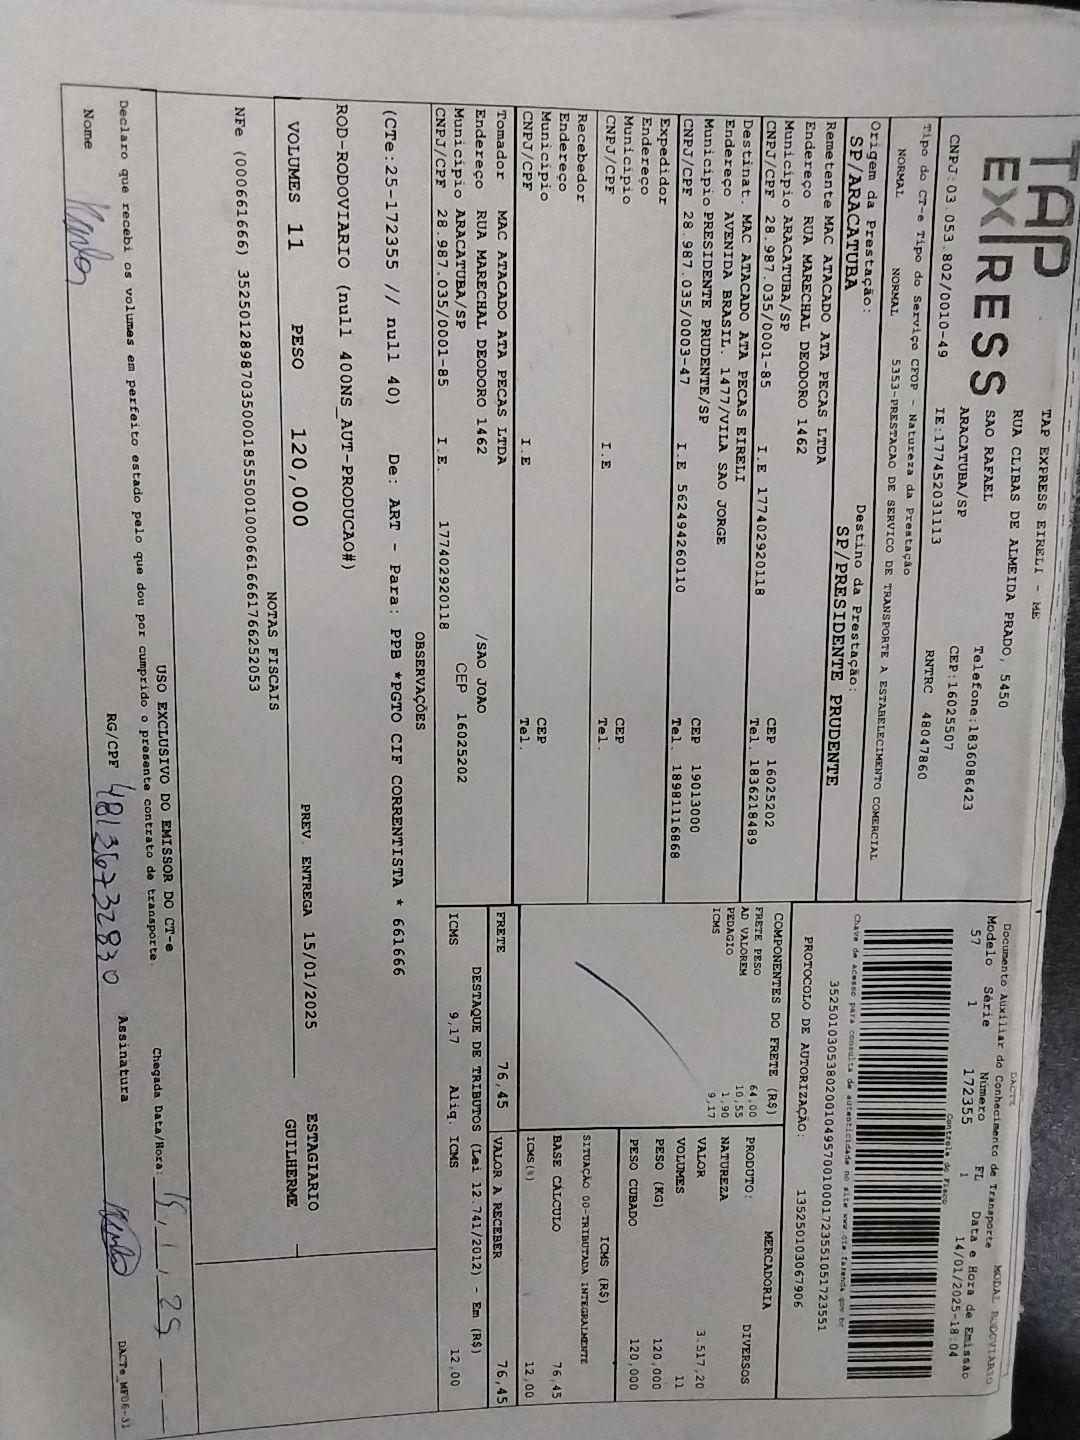 TAP EXPRESS
TAP EXPRESS EIRELI - ME
RUA CLIBAS DE ALMEIDA PRADO, 5450
SAO RAFAEL Telefone:1836086423
ARACATUBA/SP CEP:16025507
CNPJ:03.053.802/0010-49 IE:177452031113 RNTRC 48047860
DACTE MODAL RODOVIÁRIO
Documento Auxiliar do Conhecimento de Transporte
Modelo Série Número FL Data e Hora de Emissão
57 1 172355 1 14/01/2025-18:04
Controle do Fisco
Chave de acesso para consulta de autenticidade no site www.cte.fazenda.gov.br
35250103053802001049570010001723551051723551
PROTOCOLO DE AUTORIZAÇÃO: 135250103067906
Tipo do CT-e Tipo do Serviço CFOP - Natureza da Prestação
NORMAL NORMAL 5353-PRESTACAO DE SERVICO DE TRANSPORTE A ESTABELECIMENTO COMERCIAL
Origem da Prestação: Destino da Prestação:
SP/ARACATUBA SP/PRESIDENTE PRUDENTE
Remetente MAC ATACADO ATA PECAS LTDA
Endereço RUA MARECHAL DEODORO 1462
Município ARACATUBA/SP CEP 16025202
CNPJ/CPF 28.987.035/0001-85 I.E 177402920118 Tel. 1836218489
Destinat. MAC ATACADO ATA PECAS EIRELI
Endereço AVENIDA BRASIL. 1477/VILA SAO JORGE
Município PRESIDENTE PRUDENTE/SP CEP 19013000
CNPJ/CPF 28.987.035/0003-47 I.E 562494260110 Tel. 18981116868
Expedidor
Endereço
Município CEP
CNPJ/CPF I.E Tel.
Recebedor
Endereço
Município CEP
CNPJ/CPF I.E Tel.
Tomador MAC ATACADO ATA PECAS LTDA
Endereço RUA MARECHAL DEODORO 1462 /SAO JOAO
Município ARACATUBA/SP CEP 16025202
CNPJ/CPF 28.987.035/0001-85 I.E. 177402920118
COMPONENTES DO FRETE (R$)
FRETE PESO 64,00
AD VALOREM 10,55
PEDAGIO 1,90
ICMS 9,17
MERCADORIA
PRODUTO: DIVERSOS
NATUREZA
VALOR 3.517,20
VOLUMES 11
PESO (KG) 120,000
PESO CUBADO 120,000
ICMS (R$)
SITUAÇÃO 00-TRIBUTADA INTEGRALMENTE
BASE CÁLCULO 76,45
ICMS(%) 12,00
FRETE 76,45 VALOR A RECEBER 76,45
DESTAQUE DE TRIBUTOS (Lei 12.741/2012) - Em (R$)
ICMS 9,17 Aliq. ICMS 12,00
OBSERVAÇÕES
(CTe:25-172355 // null 40) De: ART - Para: PPB *PGTO CIF CORRENTISTA * 661666
ROD-RODOVIARIO (null 400NS_AUT-PRODUCAO#)
VOLUMES 11 PESO 120,000 PREV. ENTREGA 15/01/2025 ESTAGIARIO
GUILHERME
NOTAS FISCAIS
NFe (000661666) 35250128987035000185550010006616661766252053
USO EXCLUSIVO DO EMISSOR DO CT-e
Declaro que recebi os volumes em perfeito estado pelo que dou por cumprido o presente contrato de transporte. Chegada Data/Hora: 15/1/25
Nome RG/CPF 48136732830 Assinatura
DACTe_MF06-31